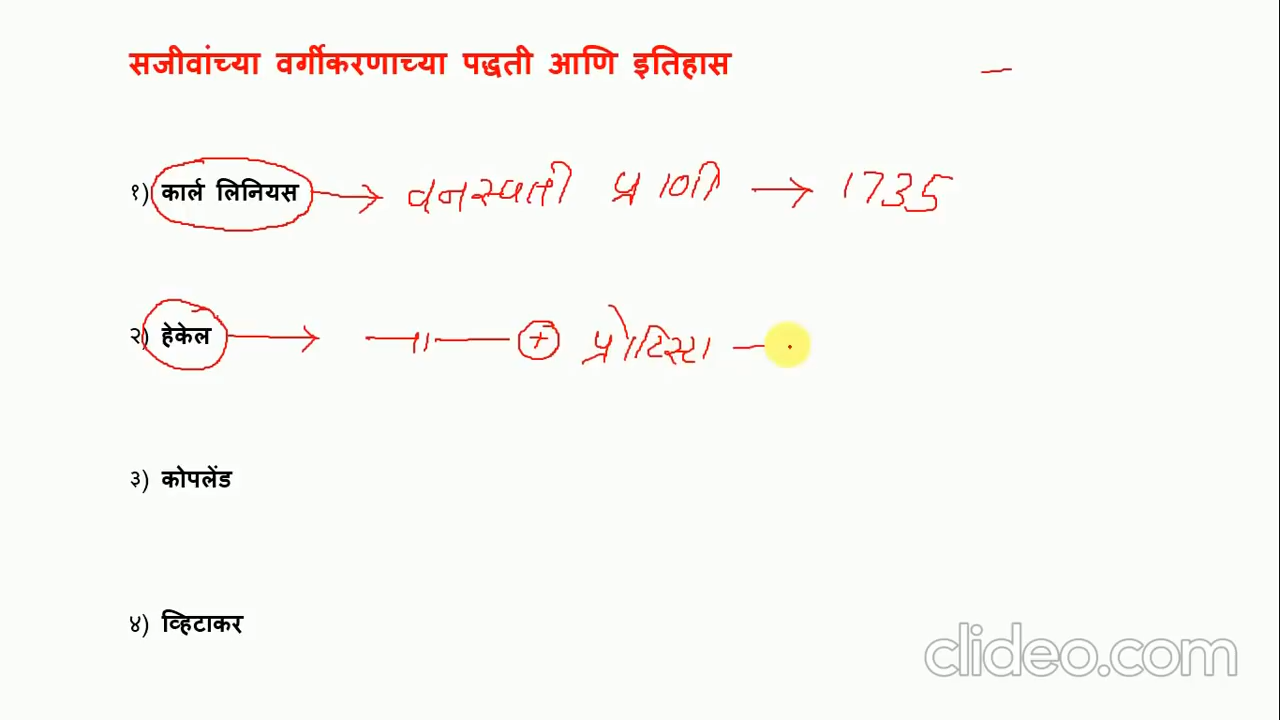 सजीवांच्या वर्गीकरणाच्या पद्धती आणि इतिहास
१) कार्ल लिनियस → वनस्पती प्राणी → 1735
२) हेकेल → —॥— + प्रोटिस्टा —
३) कोपलेंड
४) व्हिटाकर
clideo.com